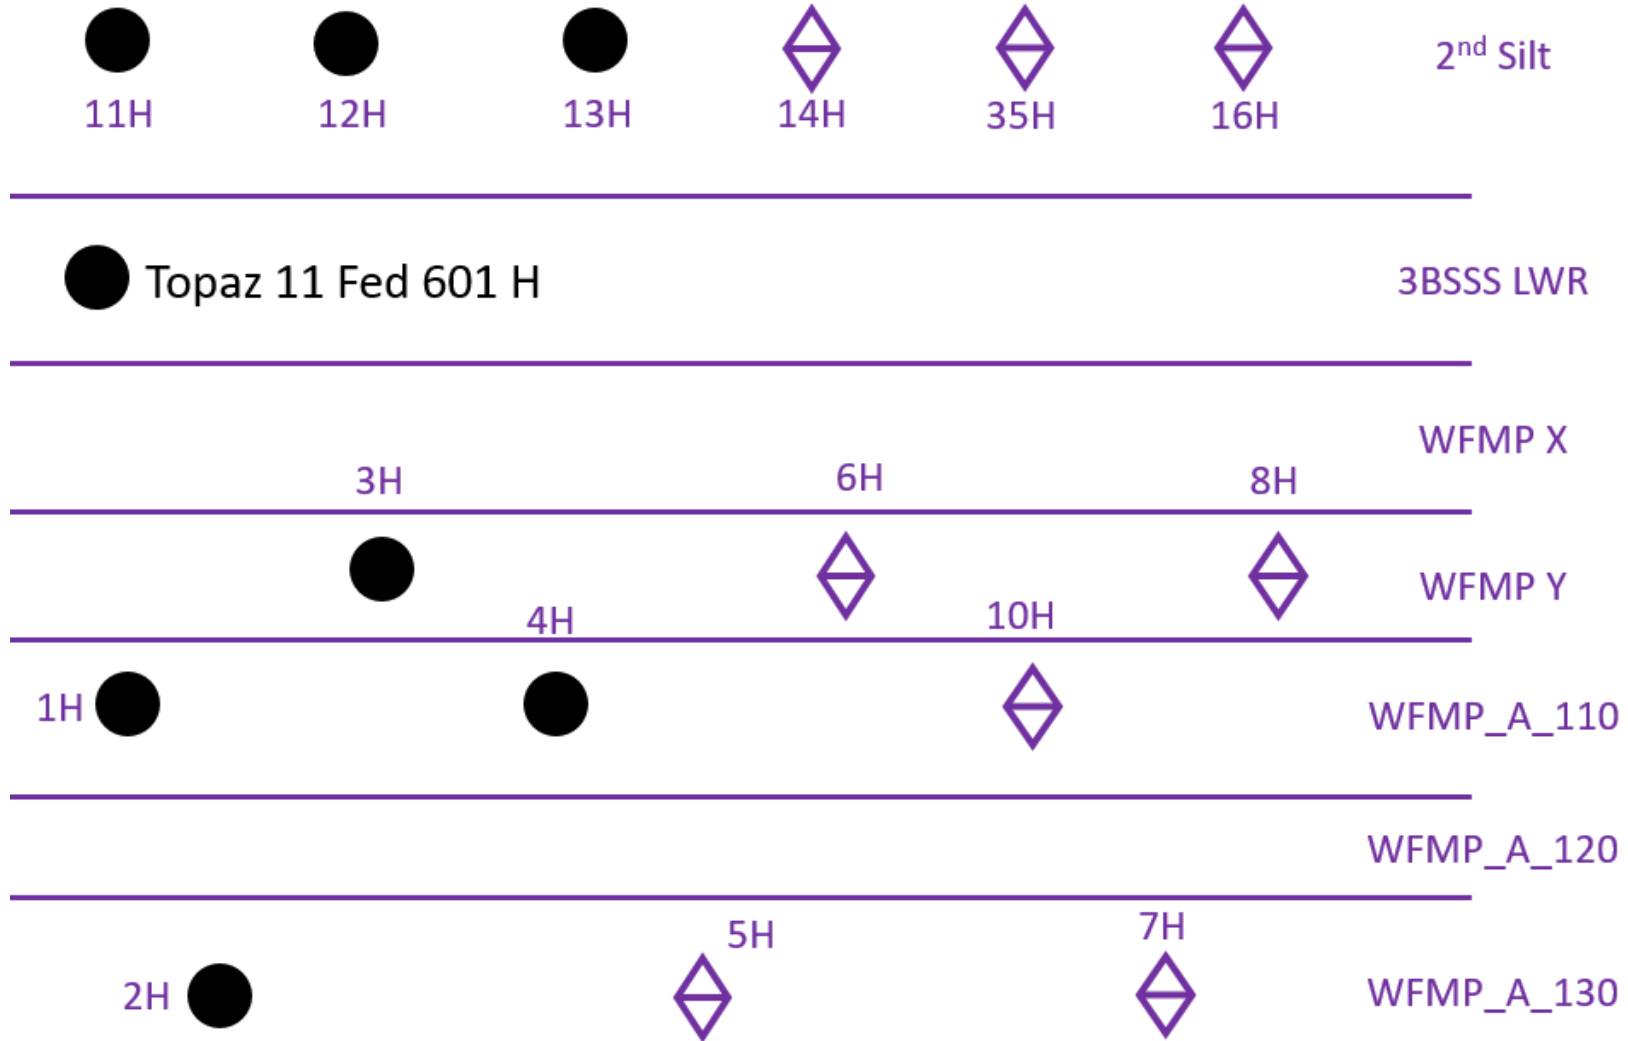 2nd Silt
11H 12H 13H 14H 35H 16H
Topaz 11 Fed 601 H 3BSSS LWR
WFMP X
3H 6H 8H
WFMP Y
4H 10H
1H WFMP_A_110
WFMP_A_120
5H 7H
2H WFMP_A_130